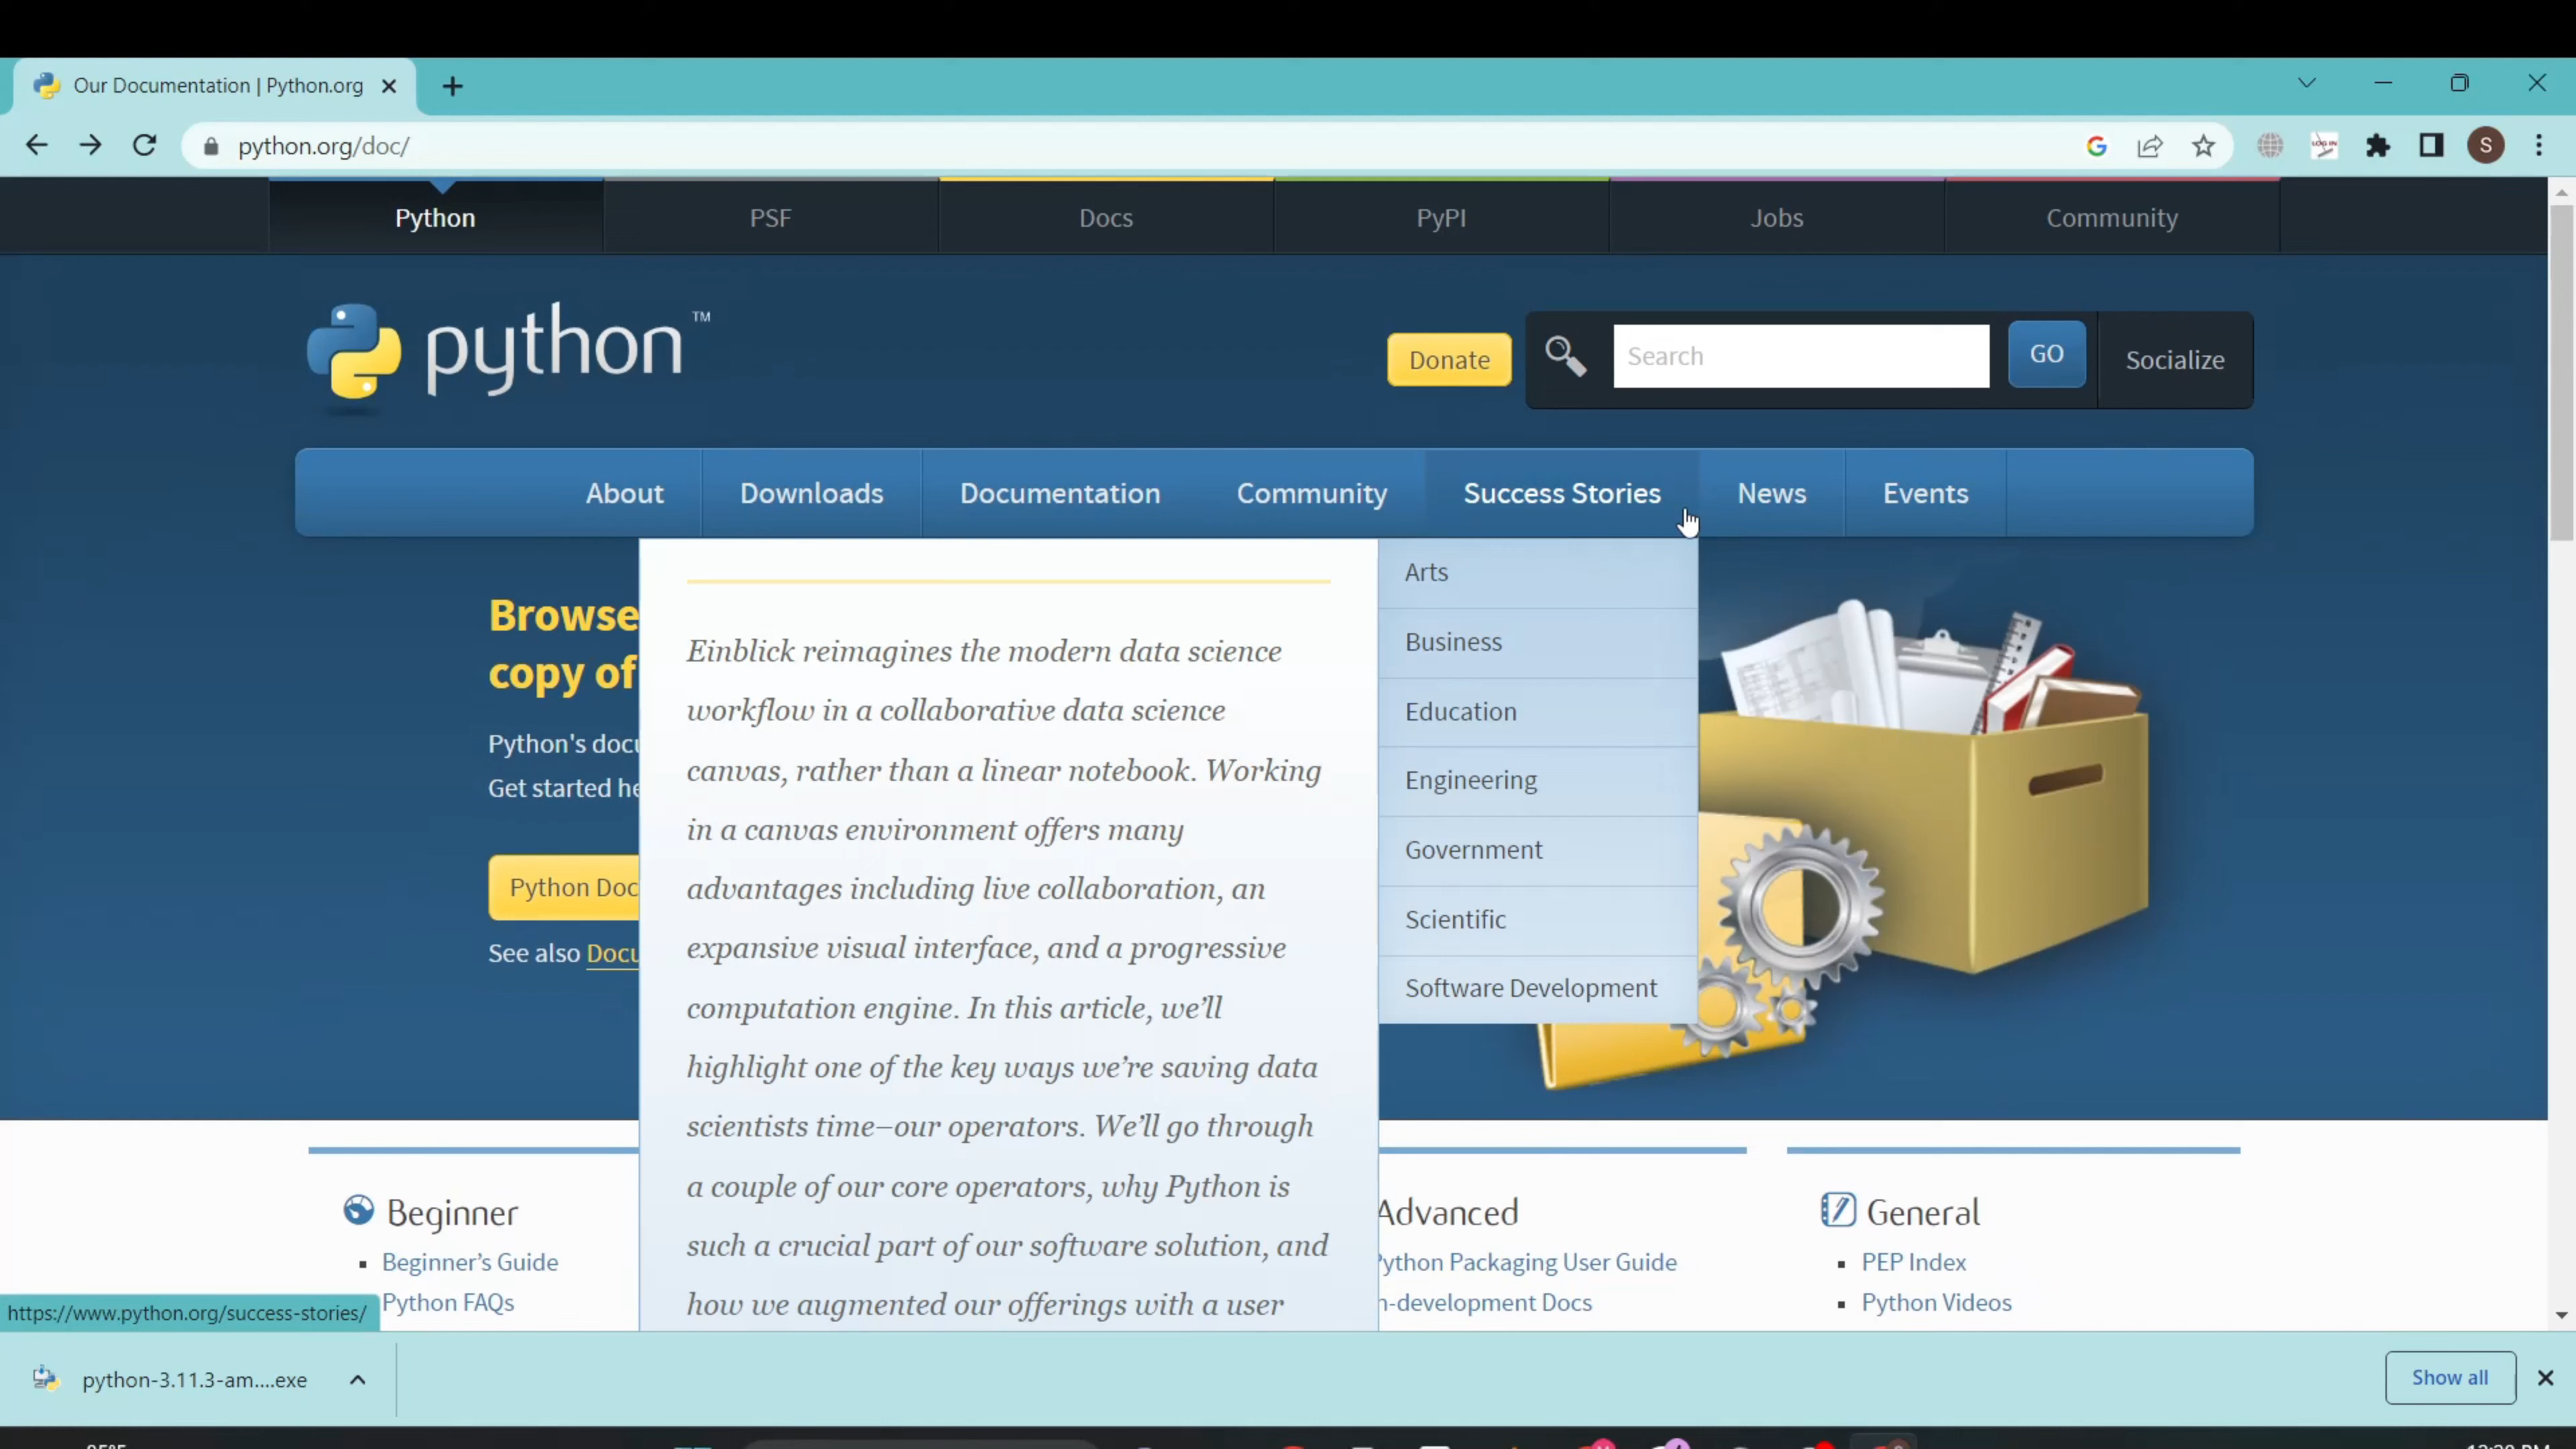 Our Documentation | Python.org
python.org/doc/
LOG IN
S
Python
PSF
Docs
PyPI
Jobs
Community
python™
Donate
Search
GO
Socialize
About
Downloads
Documentation
Community
Success Stories
News
Events
Browse
copy of
Python's docu
Get started he
Python Doc
See also Docu
Einblick reimagines the modern data science
workflow in a collaborative data science
canvas, rather than a linear notebook. Working
in a canvas environment offers many
advantages including live collaboration, an
expansive visual interface, and a progressive
computation engine. In this article, we’ll
highlight one of the key ways we’re saving data
scientists time–our operators. We’ll go through
a couple of our core operators, why Python is
such a crucial part of our software solution, and
how we augmented our offerings with a user
Arts
Business
Education
Engineering
Government
Scientific
Software Development
Beginner
Beginner’s Guide
Python FAQs
Advanced
Python Packaging User Guide
n-development Docs
General
PEP Index
Python Videos
https://www.python.org/success-stories/
python-3.11.3-am....exe
Show all